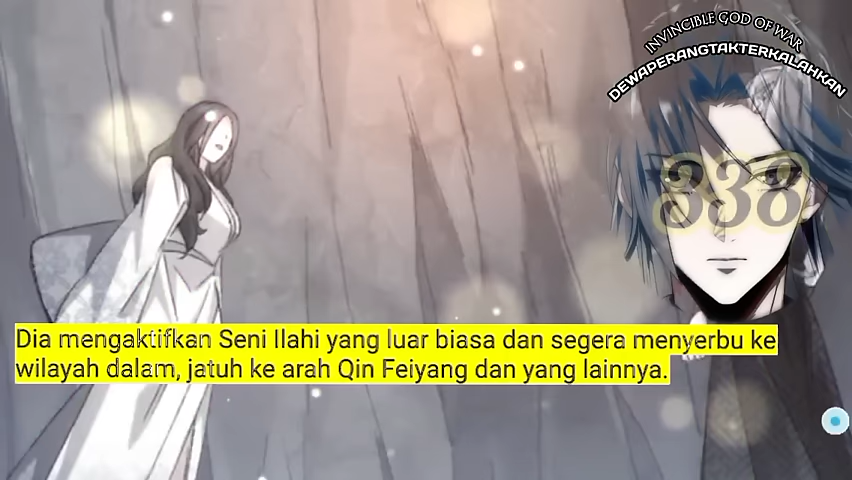 INVINCIBLE GOD OF WAR
DEWAPERANGTAKTERKALAHKAN
338
Dia mengaktifkan Seni Ilahi yang luar biasa dan segera menyerbu ke
wilayah dalam, jatuh ke arah Qin Feiyang dan yang lainnya.